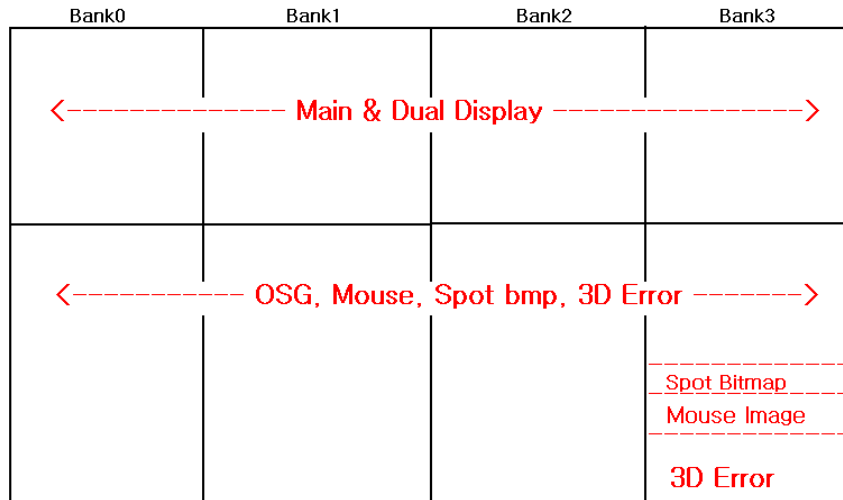 Bank0 Bank1 Bank2 Bank3
Main & Dual Display
OSG, Mouse, Spot bmp, 3D Error
Spot Bitmap
Mouse Image
3D Error